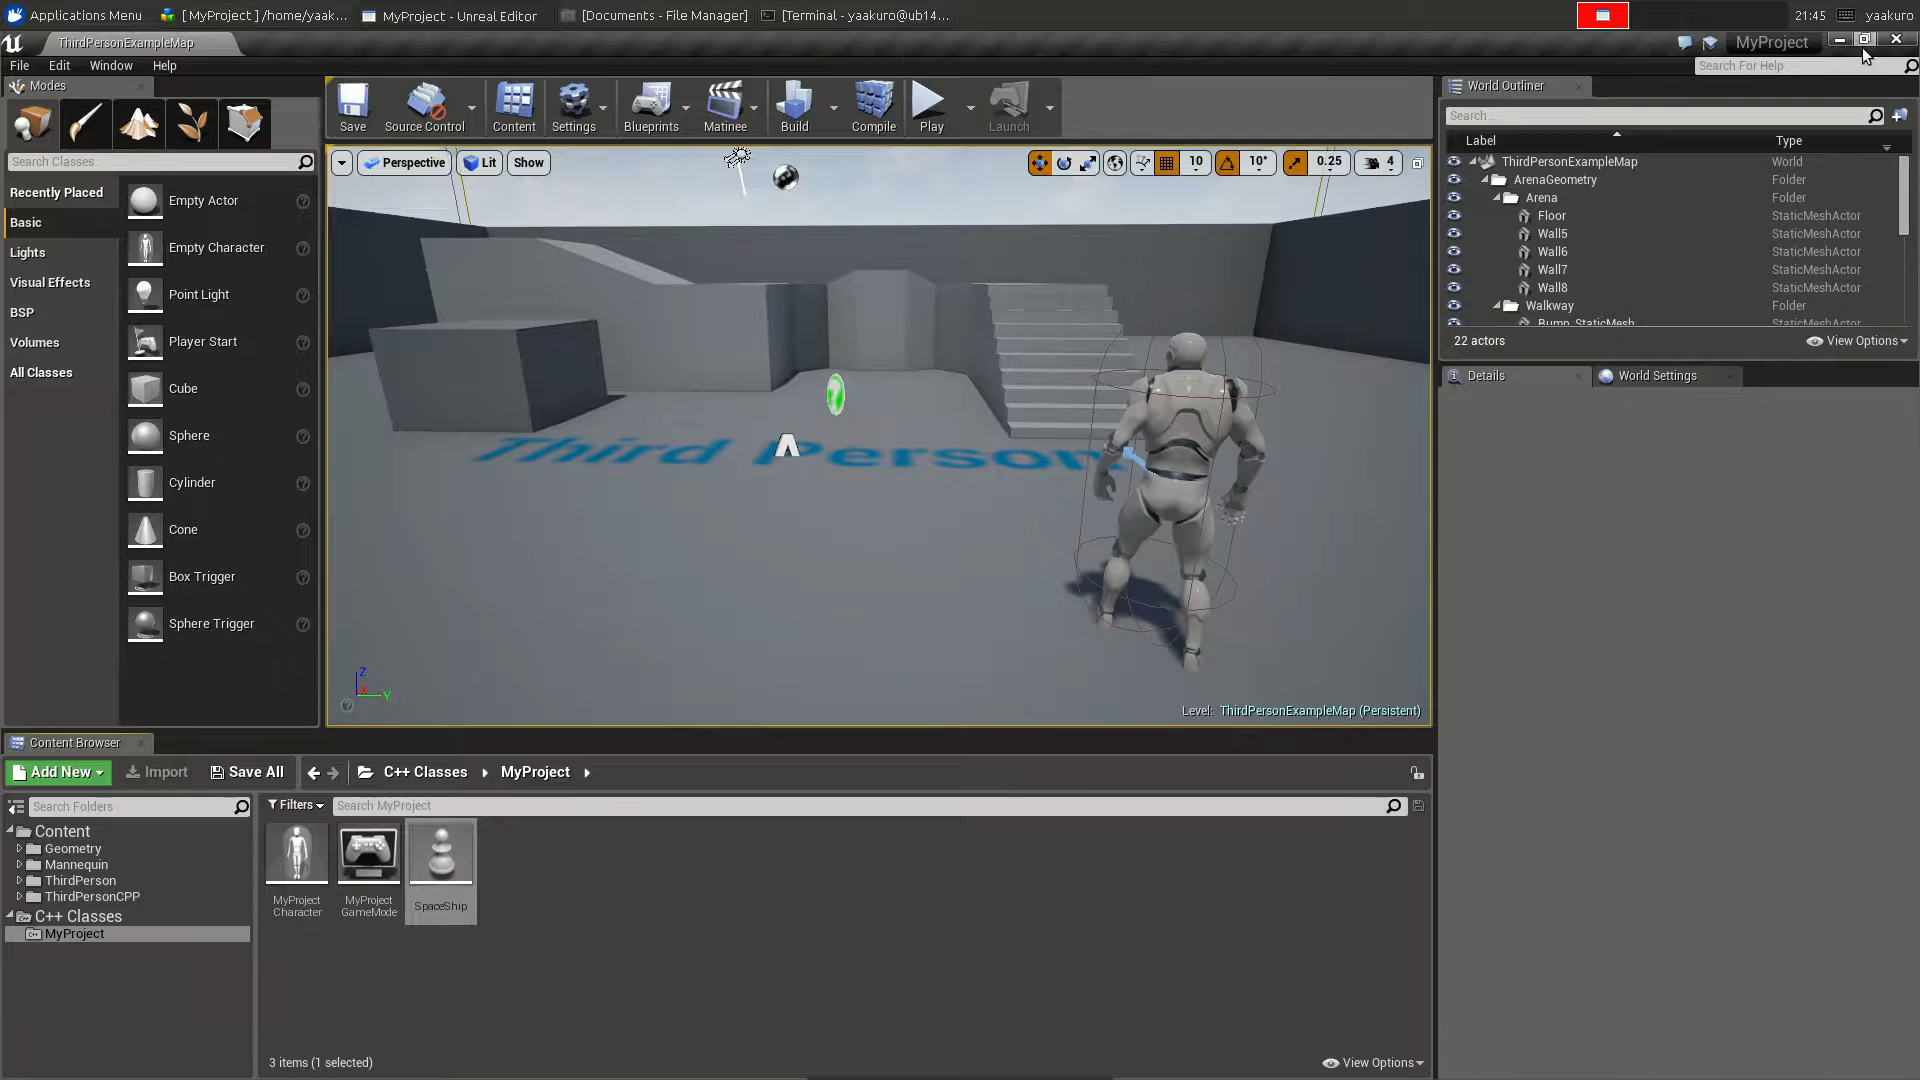 Applications Menu
[ MyProject ] /home/yaak...
MyProject - Unreal Editor
[Documents - File Manager]
[Terminal - yaakuro@ub14...
21:45
yaakuro
ThirdPersonExampleMap
MyProject
File Edit Window Help
Search For Help
Modes
Save
Source Control
Content
Settings
Blueprints
Matinee
Build
Compile
Play
Launch
World Outliner
Search Classes
Perspective
Lit
Show
10
10°
0.25
4
Search...
Label Type
ThirdPersonExampleMap World
ArenaGeometry Folder
Arena Folder
Floor StaticMeshActor
Wall5 StaticMeshActor
Wall6 StaticMeshActor
Wall7 StaticMeshActor
Wall8 StaticMeshActor
Walkway Folder
Bump_StaticMesh StaticMeshActor
22 actors
View Options
Details
World Settings
Recently Placed
Basic
Lights
Visual Effects
BSP
Volumes
All Classes
Empty Actor
Empty Character
Point Light
Player Start
Cube
Sphere
Cylinder
Cone
Box Trigger
Sphere Trigger
Third Person
Z
X
Y
Level: ThirdPersonExampleMap (Persistent)
Content Browser
Add New
Import
Save All
C++ Classes
MyProject
Search Folders
Filters
Search MyProject
Content
Geometry
Mannequin
ThirdPerson
ThirdPersonCPP
C++ Classes
MyProject
MyProject
Character
MyProject
GameMode
SpaceShip
3 items (1 selected)
View Options